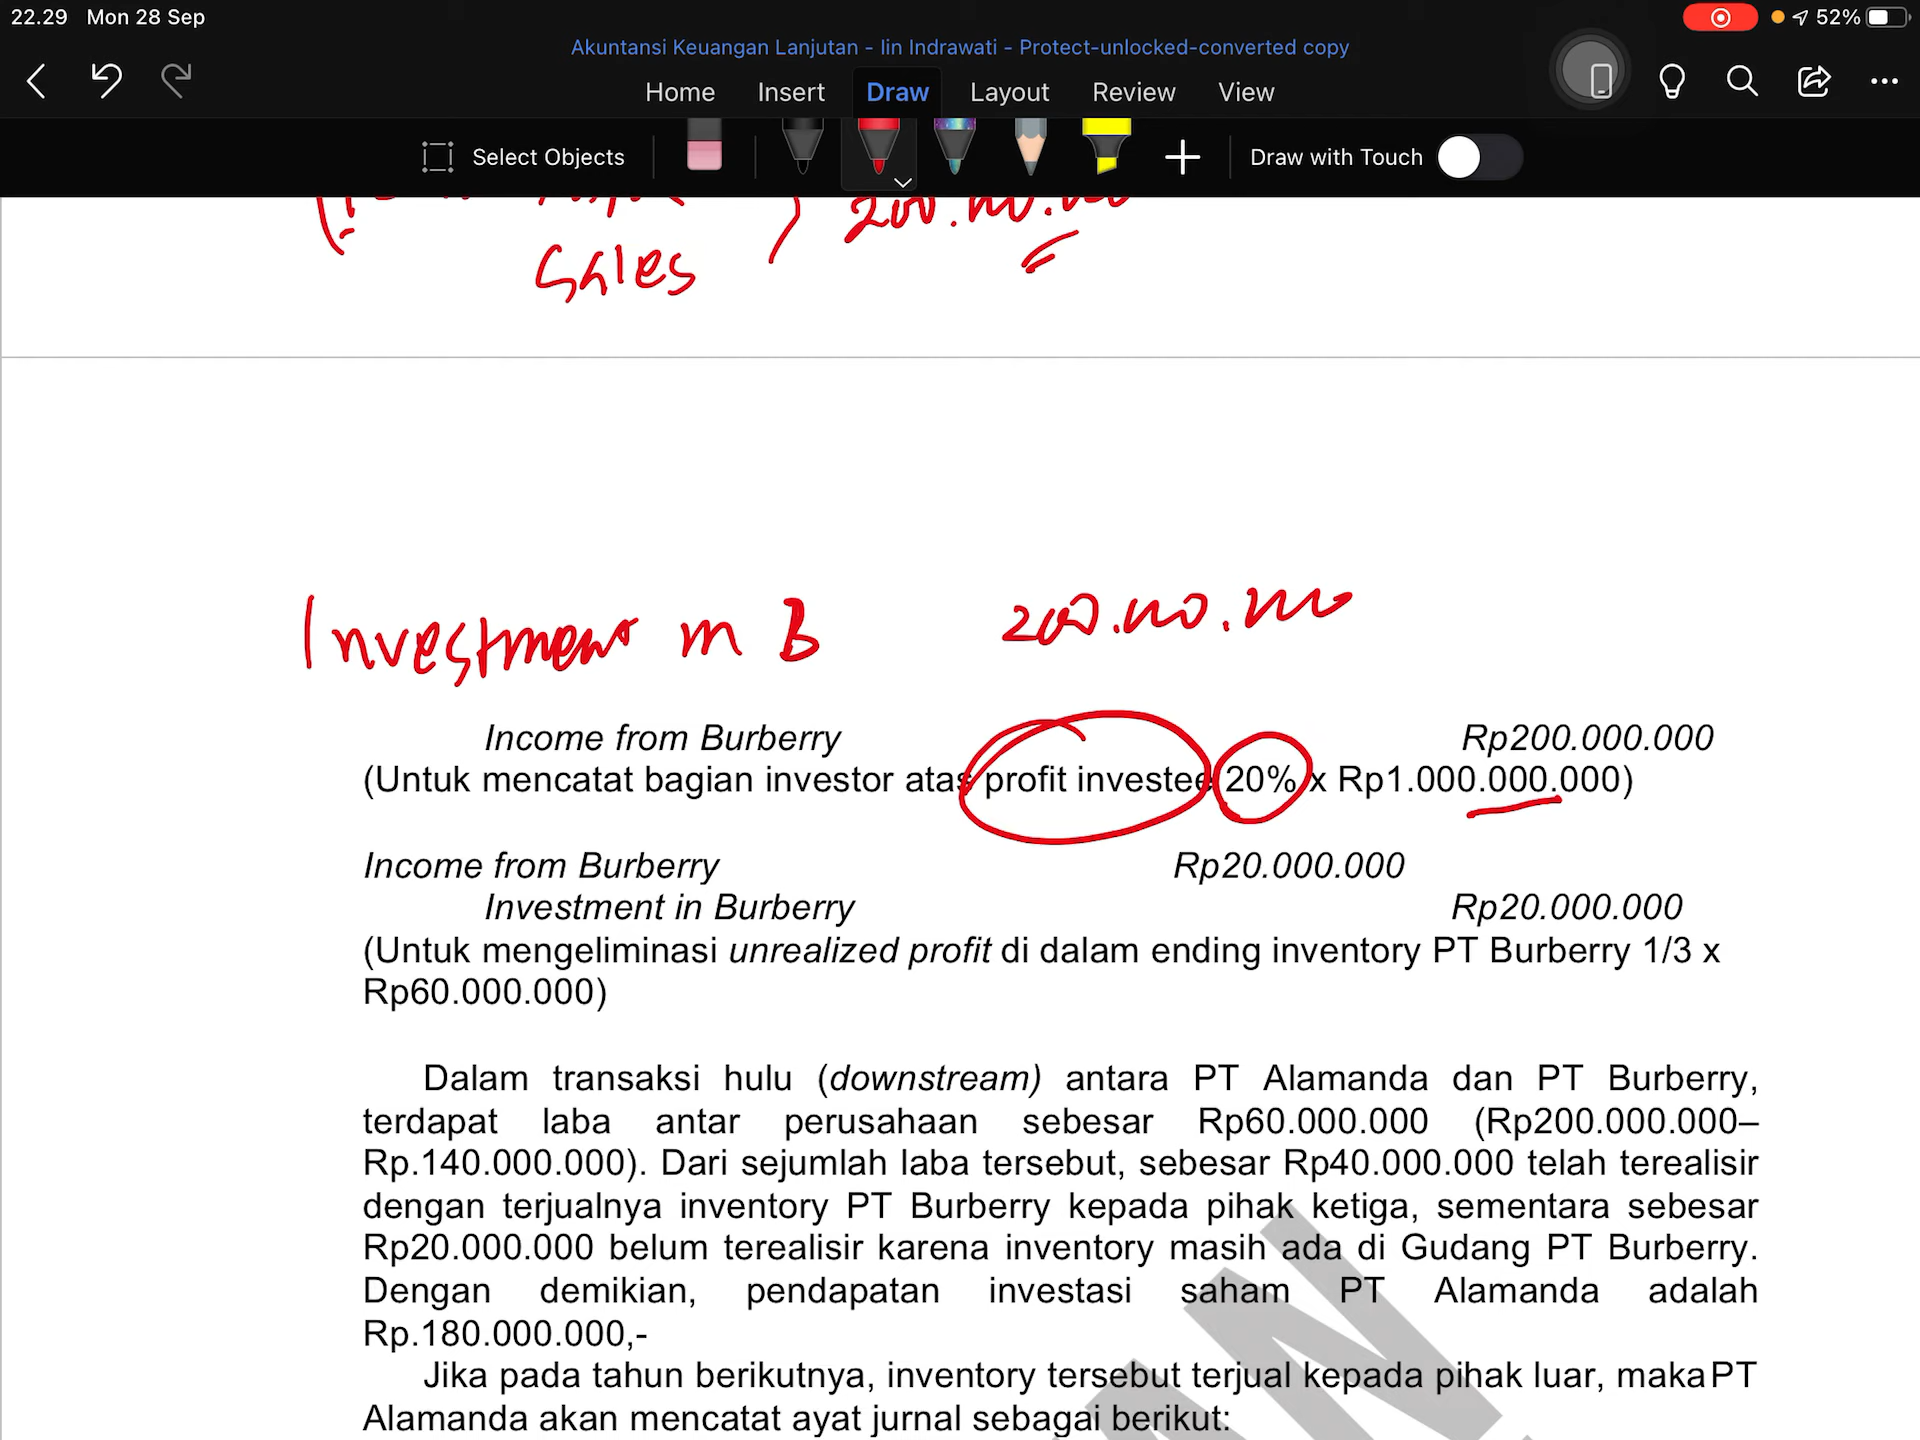 22.29 Mon 28 Sep
52%
Akuntansi Keuangan Lanjutan - Iin Indrawati - Protect-unlocked-converted copy
Home Insert Draw Layout Review View
Select Objects
Draw with Touch
Sales
Investment in B
Income from Burberry Rp200.000.000
(Untuk mencatat bagian investor atas profit investee 20% x Rp1.000.000.000)
Income from Burberry Rp20.000.000
Investment in Burberry Rp20.000.000
(Untuk mengeliminasi unrealized profit di dalam ending inventory PT Burberry 1/3 x
Rp60.000.000)
Dalam transaksi hulu (downstream) antara PT Alamanda dan PT Burberry,
terdapat laba antar perusahaan sebesar Rp60.000.000 (Rp200.000.000–
Rp.140.000.000). Dari sejumlah laba tersebut, sebesar Rp40.000.000 telah terealisir
dengan terjualnya inventory PT Burberry kepada pihak ketiga, sementara sebesar
Rp20.000.000 belum terealisir karena inventory masih ada di Gudang PT Burberry.
Dengan demikian, pendapatan investasi saham PT Alamanda adalah
Rp.180.000.000,-
Jika pada tahun berikutnya, inventory tersebut terjual kepada pihak luar, maka PT
Alamanda akan mencatat ayat jurnal sebagai berikut: